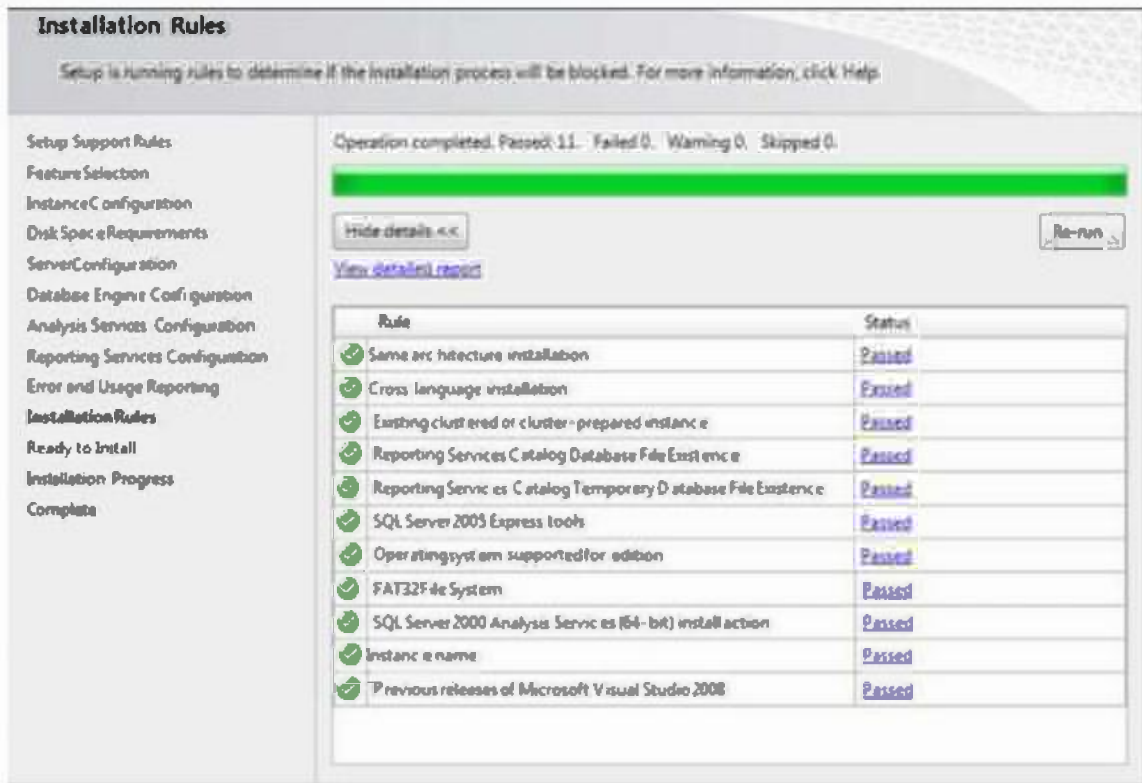 Installation Rules
Setup is running rules to determine if the installation process will be blocked. For more information, click Help.
Setup Support Rules
Feature Selection
Instance Configuration
Disk Space Requirements
Server Configuration
Database Engine Configuration
Analysis Services Configuration
Reporting Services Configuration
Error and Usage Reporting
Installation Rules
Ready to Install
Installation Progress
Complete
Operation completed. Passed: 11. Failed 0. Warning 0. Skipped 0.
Hide details <<
Re-run
View detailed report
Rule Status
Same architecture installation Passed
Cross language installation Passed
Existing clustered or cluster-prepared instance Passed
Reporting Services Catalog Database File Existence Passed
Reporting Services Catalog Temporary Database File Existence Passed
SQL Server 2005 Express tools Passed
Operating system supported for edition Passed
FAT32 File System Passed
SQL Server 2000 Analysis Services (64-bit) install action Passed
Instance name Passed
Previous releases of Microsoft Visual Studio 2008 Passed